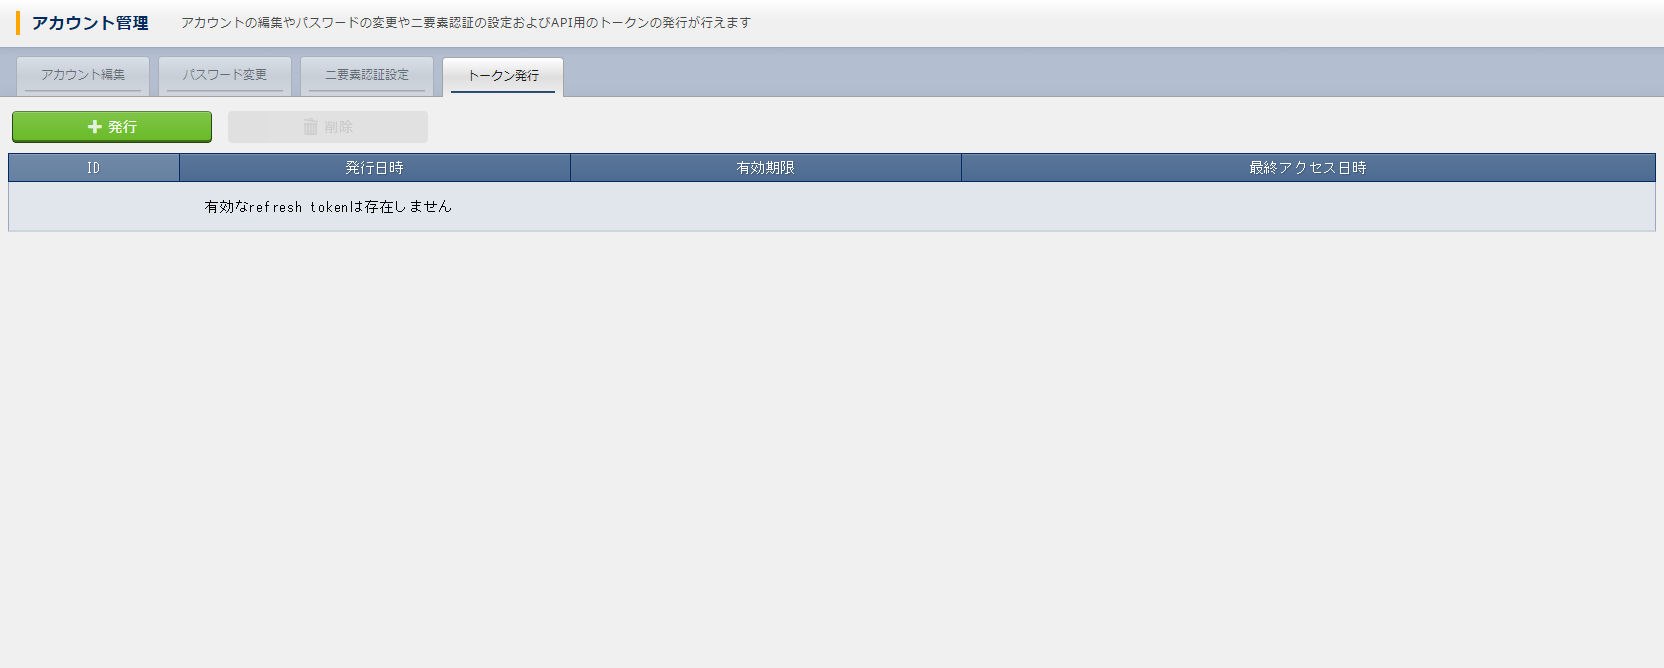 アカウント管理 アカウントの編集やパスワードの変更や二要素認証の設定およびAPI用のトークンの発行が行えます
アカウント編集 パスワード変更 二要素認証設定 トークン発行
発行 削除
ID 発行日時 有効期限 最終アクセス日時
有効なrefresh tokenは存在しません